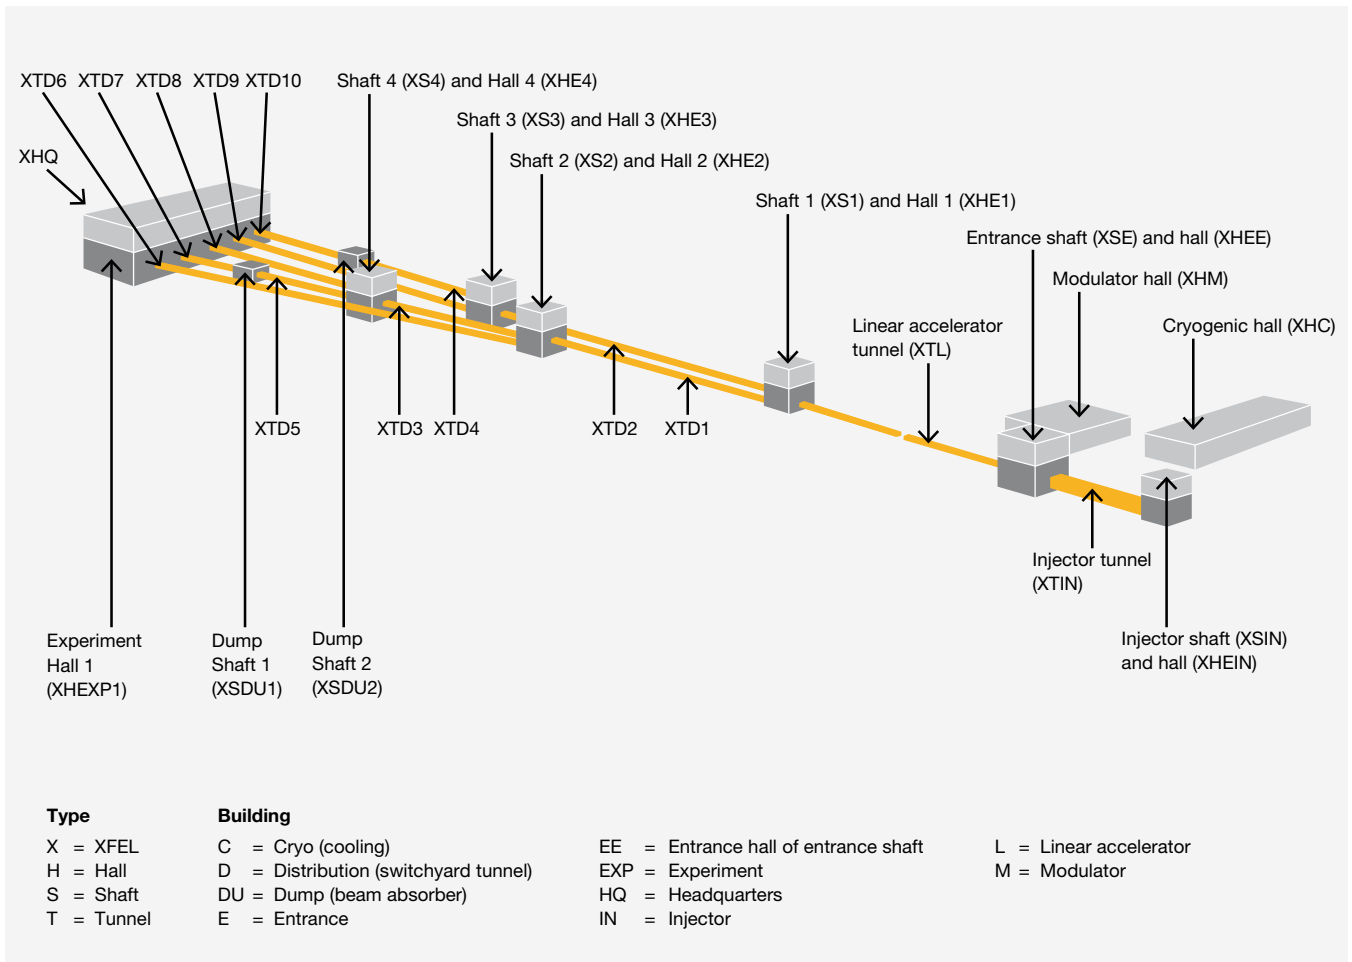 XTD6 XTD7 XTD8 XTD9 XTD10 Shaft 4 (XS4) and Hall 4 (XHE4)
Shaft 3 (XS3) and Hall 3 (XHE3)
XHQ
Shaft 2 (XS2) and Hall 2 (XHE2)
Shaft 1 (XS1) and Hall 1 (XHE1)
Entrance shaft (XSE) and hall (XHEE)
Modulator hall (XHM)
Linear accelerator
tunnel (XTL)
Cryogenic hall (XHC)
XTD5 XTD3 XTD4 XTD2 XTD1
Injector tunnel
(XTIN)
Experiment
Hall 1
(XHEXP1)
Dump
Shaft 1
(XSDU1)
Dump
Shaft 2
(XSDU2)
Injector shaft (XSIN)
and hall (XHEIN)
Type
X = XFEL
H = Hall
S = Shaft
T = Tunnel
Building
C = Cryo (cooling)
D = Distribution (switchyard tunnel)
DU = Dump (beam absorber)
E = Entrance
EE = Entrance hall of entrance shaft
EXP = Experiment
HQ = Headquarters
IN = Injector
L = Linear accelerator
M = Modulator